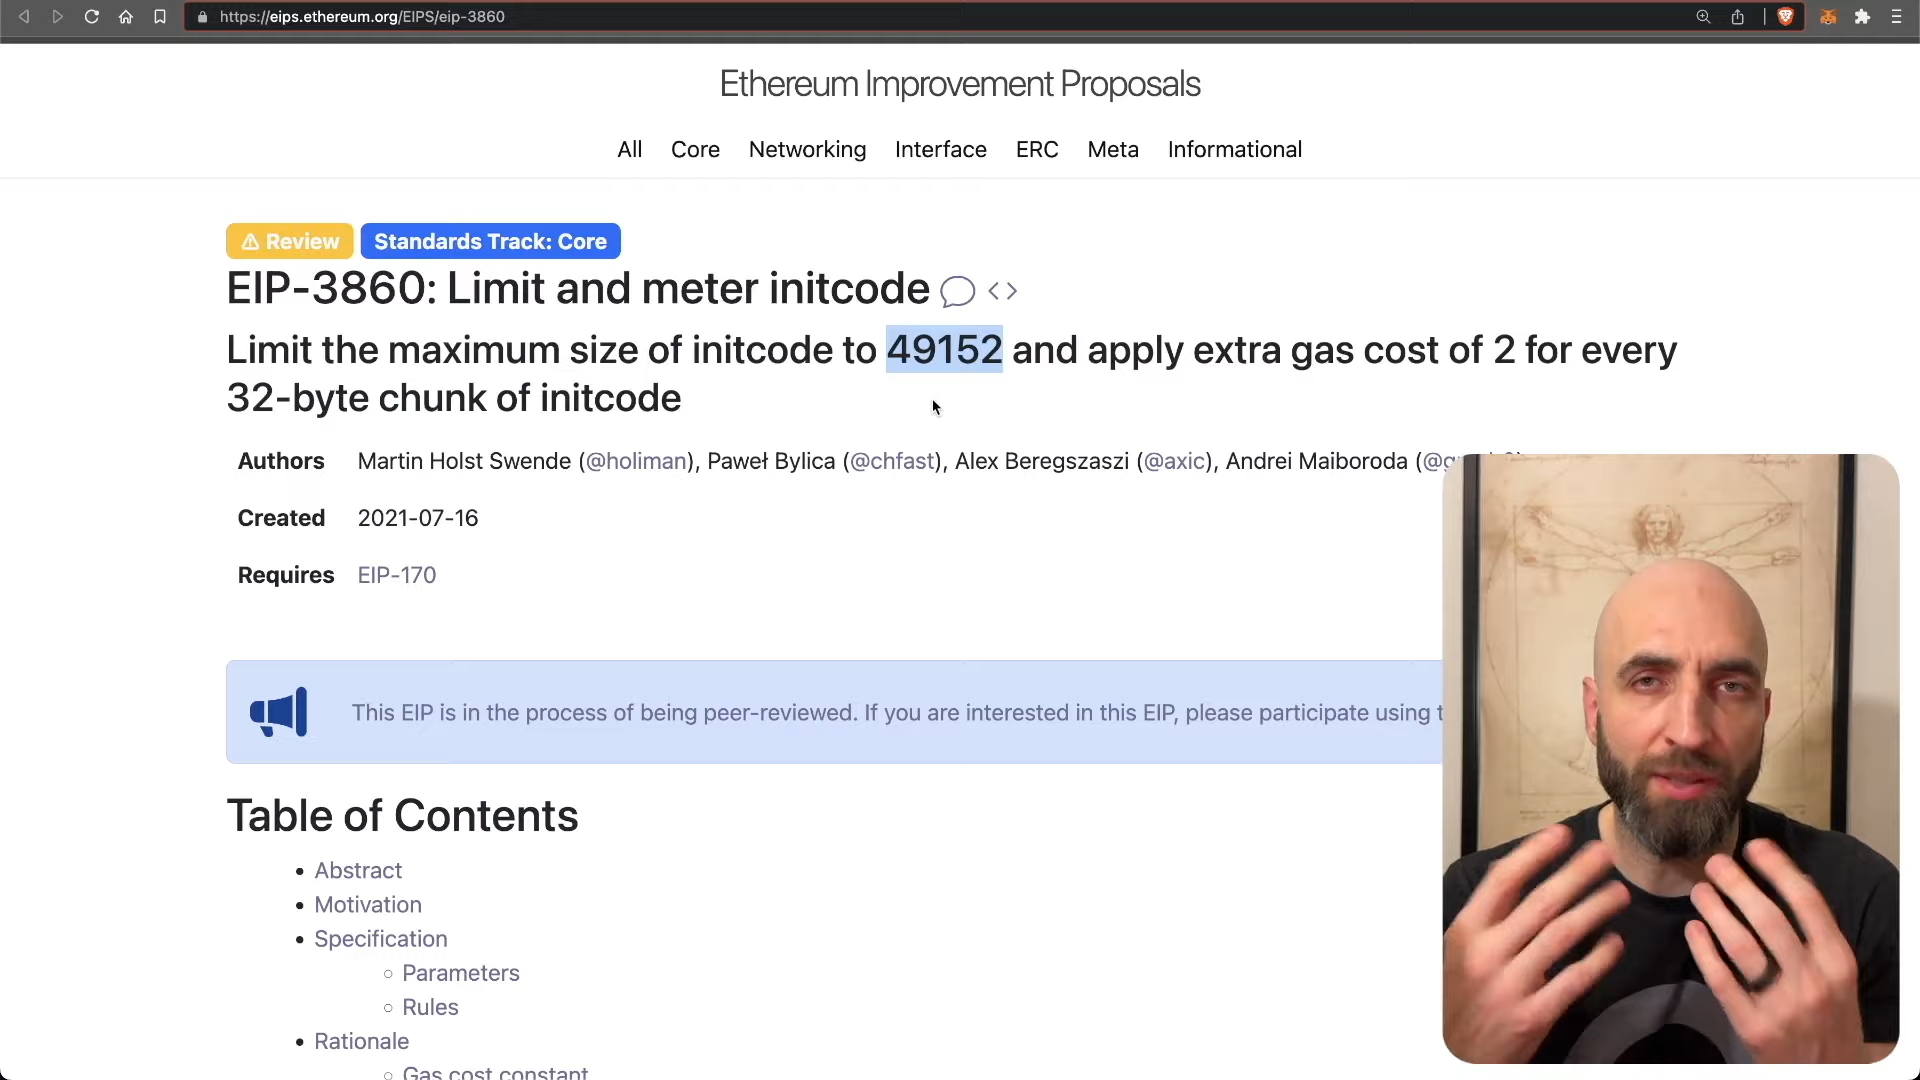 https://eips.ethereum.org/EIPS/eip-3860
Ethereum Improvement Proposals
All Core Networking Interface ERC Meta Informational
Review Standards Track: Core
EIP-3860: Limit and meter initcode
Limit the maximum size of initcode to 49152 and apply extra gas cost of 2 for every
32-byte chunk of initcode
Authors Martin Holst Swende (@holiman), Paweł Bylica (@chfast), Alex Beregszaszi (@axic), Andrei Maiboroda (
Created 2021-07-16
Requires EIP-170
This EIP is in the process of being peer-reviewed. If you are interested in this EIP, please participate using
Table of Contents
Abstract
Motivation
Specification
Parameters
Rules
Rationale
Gas cost constant